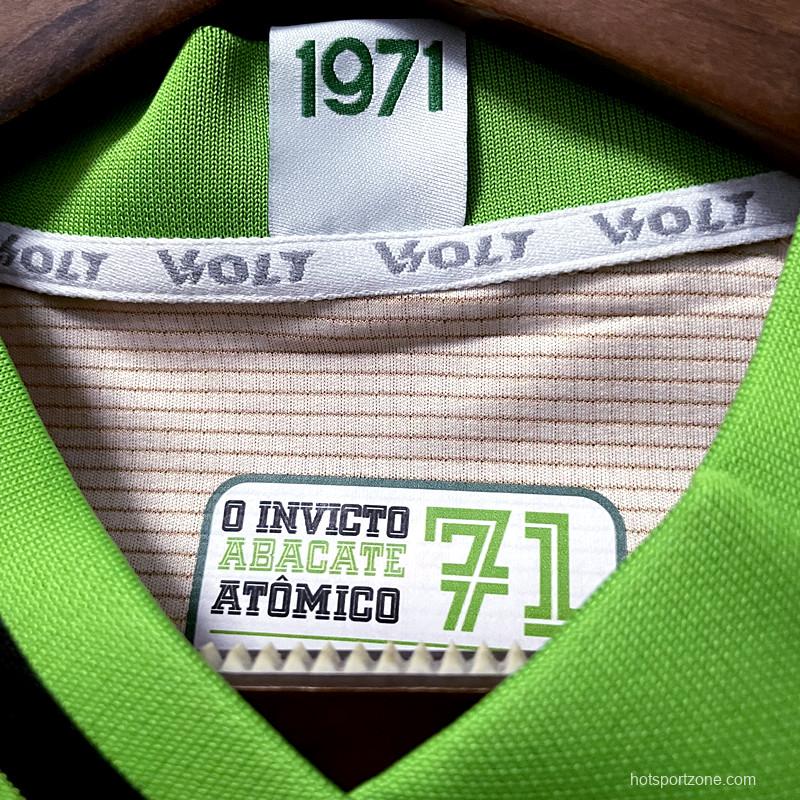 1971
VOLT VOLT VOLT VOLT
O INVICTO
ABACATE
ATÔMICO
71
hotsportzone.com